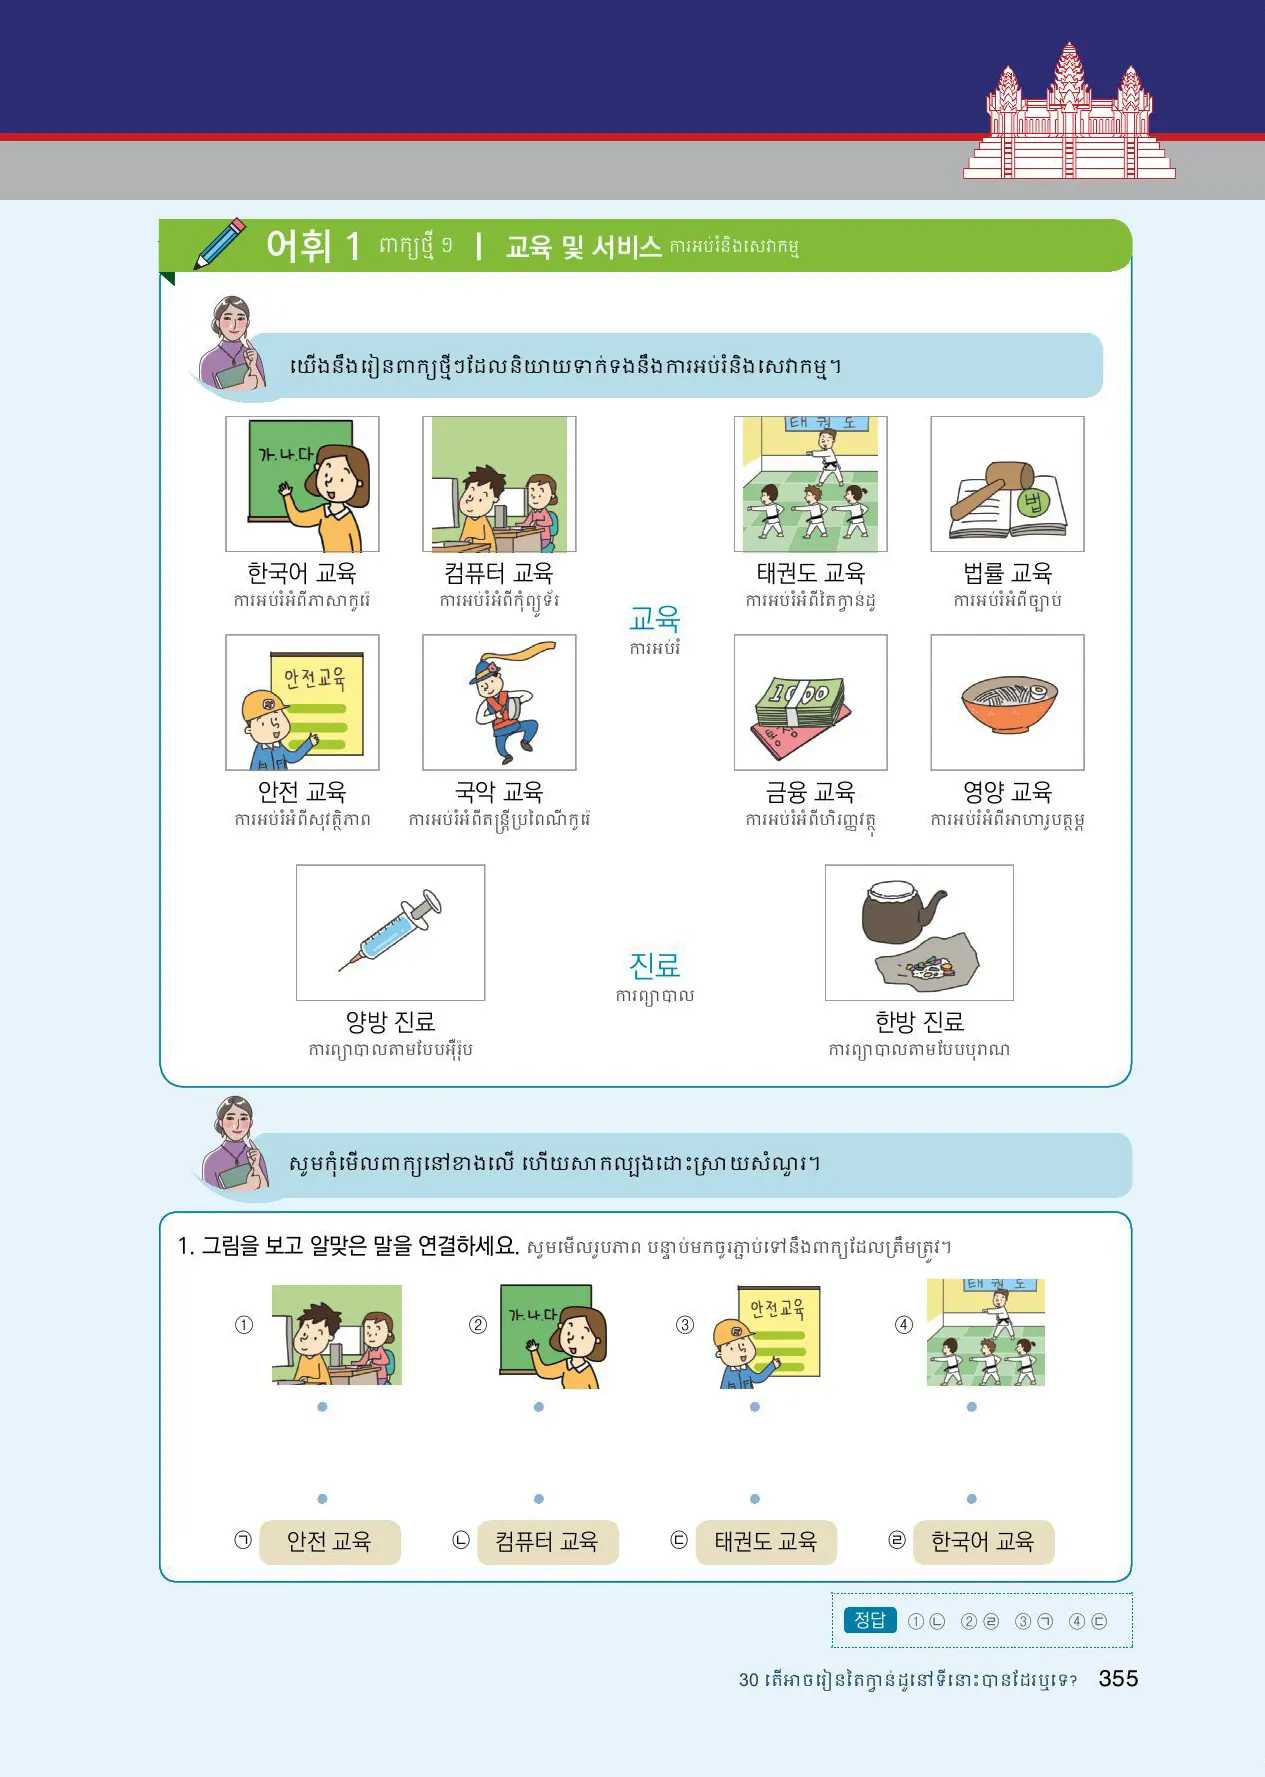 어휘 1 ពាក្យថ្មី ១ | 교육 및 서비스 ការអប់រំនិងសេវាកម្ម
យើងនឹងរៀនពាក្យថ្មីៗដែលនិយាយទាក់ទងនឹងការអប់រំនិងសេវាកម្ម។
가.나.다
태 권 도
법
한국어 교육
ការអប់រំអំពីភាសាកូរ៉េ
컴퓨터 교육
ការអប់រំអំពីកុំព្យូទ័រ
태권도 교육
ការអប់រំអំពីតៃក្វាន់ដូ
법률 교육
ការអប់រំអំពីច្បាប់
교육
ការអប់រំ
안전교육
1000
통장
안전 교육
ការអប់រំអំពីសុវត្ថិភាព
국악 교육
ការអប់រំអំពីតន្ត្រីប្រពៃណីកូរ៉េ
금융 교육
ការអប់រំអំពីហិរញ្ញវត្ថុ
영양 교육
ការអប់រំអំពីអាហារូបត្ថម្ភ
진료
ការព្យាបាល
양방 진료
ការព្យាបាលតាមបែបអ៊ឺរ៉ុប
한방 진료
ការព្យាបាលតាមបែបបុរាណ
សូមកុំមើលពាក្យនៅខាងលើ ហើយសាកល្បងដោះស្រាយសំណួរ។
1. 그림을 보고 알맞은 말을 연결하세요. សូមមើលរូបភាព បន្ទាប់មកចូរភ្ជាប់ទៅនឹងពាក្យដែលត្រឹមត្រូវ។
① ② 가.나.다 ③ 안전교육 ④ 태 권 도
㉠ 안전 교육 ㉡ 컴퓨터 교육 ㉢ 태권도 교육 ㉣ 한국어 교육
정답 ①㉡ ②㉣ ③㉠ ④㉢
30 តើអាចរៀនតៃក្វាន់ដូនៅទីនោះបានដែរឬទេ? 355